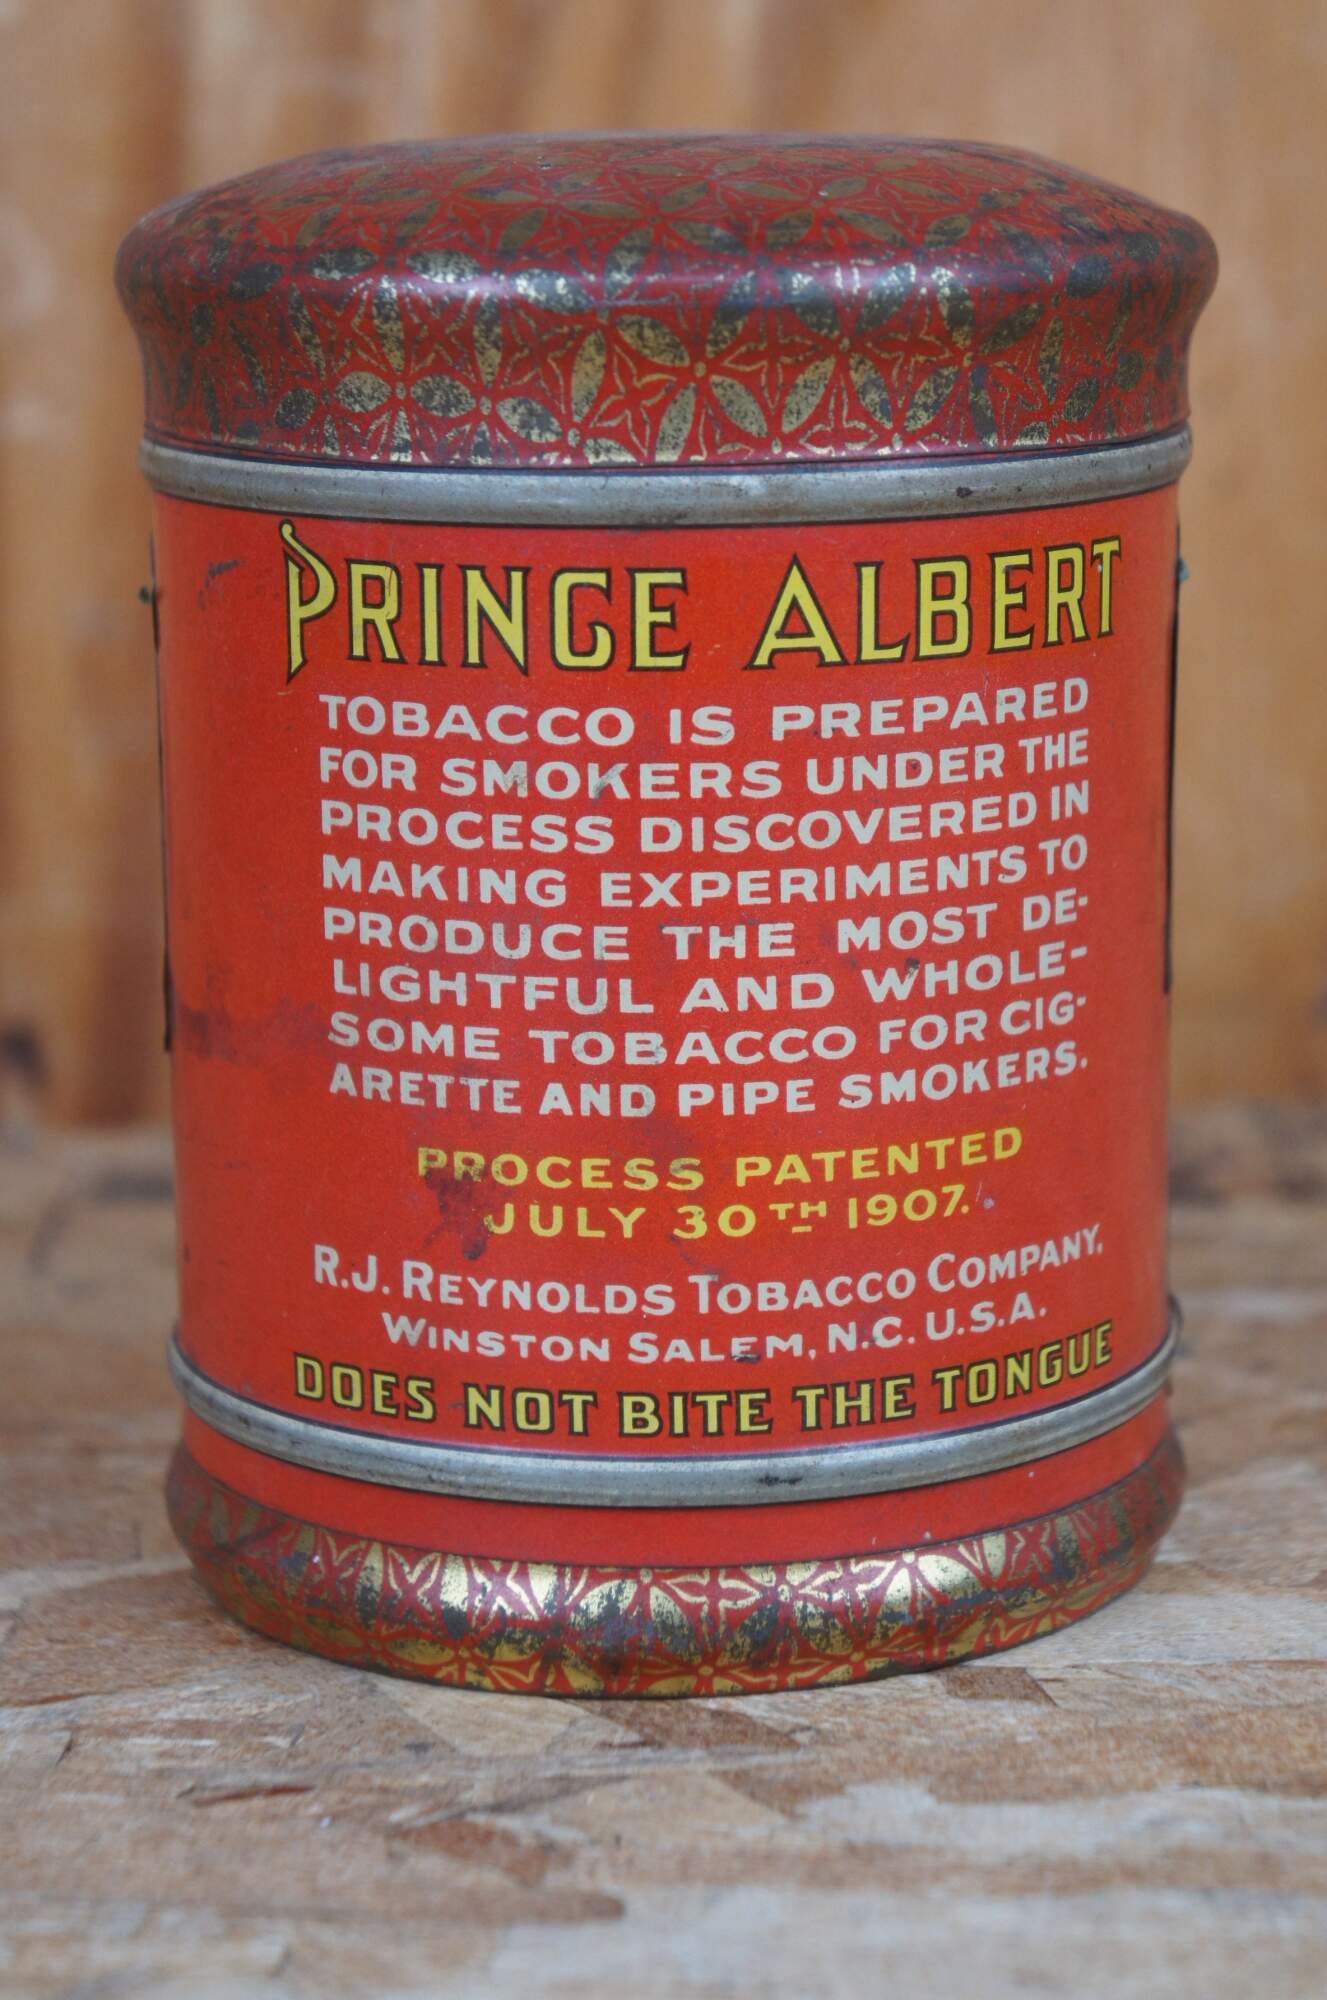 PRINCE ALBERT
TOBACCO IS PREPARED
FOR SMOKERS UNDER THE
PROCESS DISCOVERED IN
MAKING EXPERIMENTS TO
PRODUCE THE MOST DE-
LIGHTFUL AND WHOLE-
SOME TOBACCO FOR CIG-
ARETTE AND PIPE SMOKERS.
PROCESS PATENTED
JULY 30TH 1907.
R.J. REYNOLDS TOBACCO COMPANY,
WINSTON SALEM, N.C. U.S.A.
DOES NOT BITE THE TONGUE